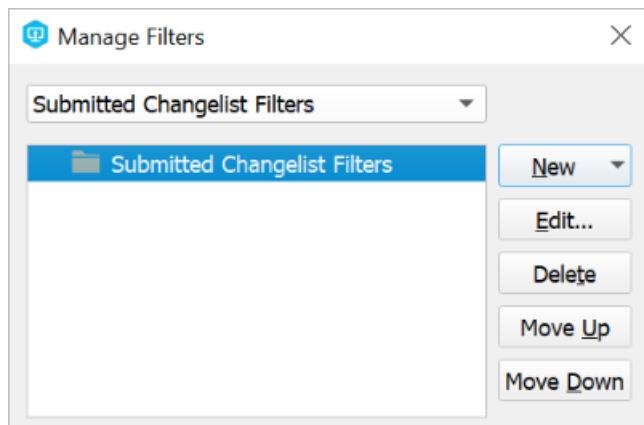 Manage Filters
Submitted Changelist Filters
Submitted Changelist Filters
New
Edit...
Delete
Move Up
Move Down